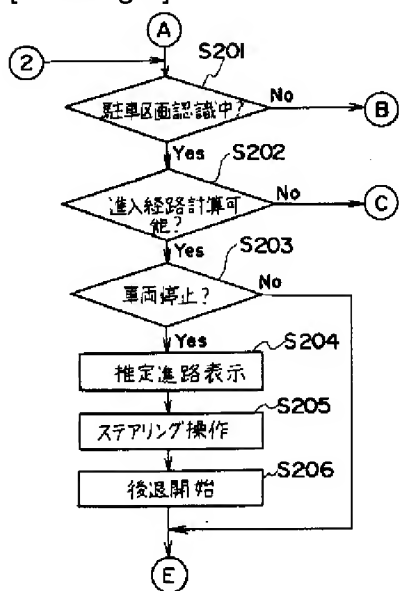 A
2
S201
駐車区画認識中?
No
B
Yes
S202
進入経路計算可
能?
No
C
Yes
S203
車両停止?
No
Yes
S204
推定進路表示
S205
ステアリング操作
S206
後退開始
E